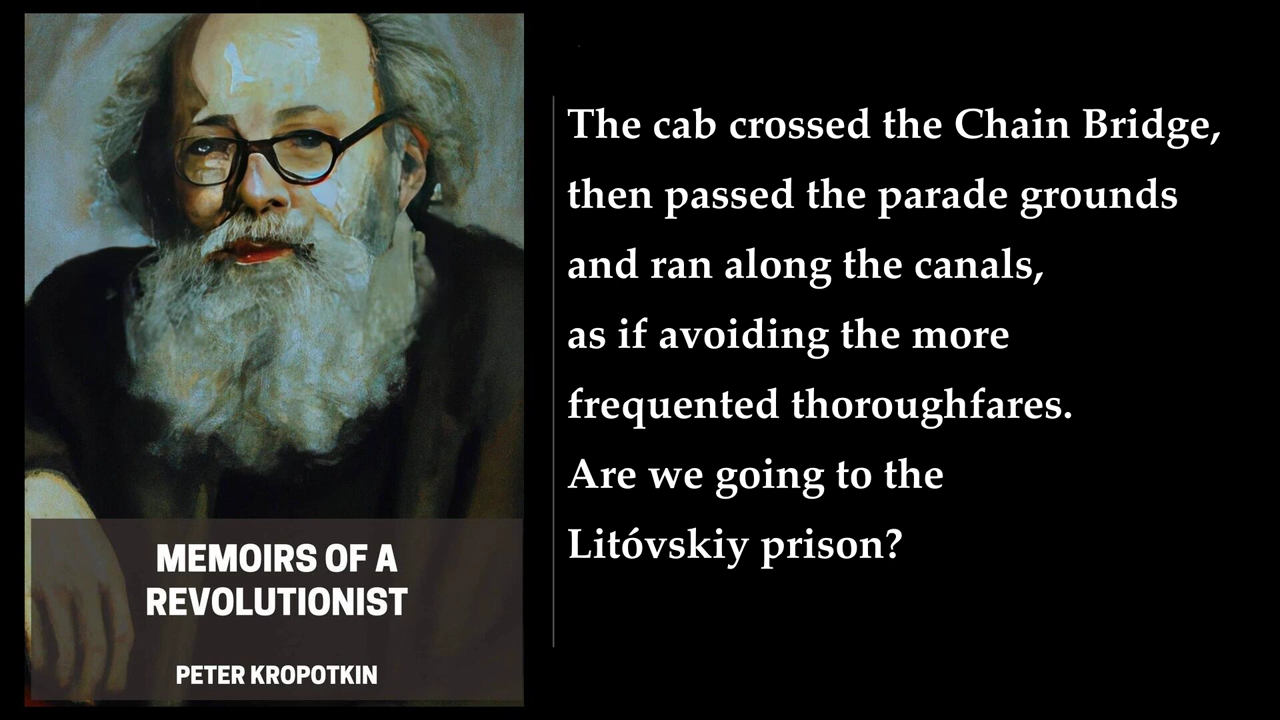 MEMOIRS OF A
REVOLUTIONIST
PETER KROPOTKIN
The cab crossed the Chain Bridge,
then passed the parade grounds
and ran along the canals,
as if avoiding the more
frequented thoroughfares.
Are we going to the
Litóvskiy prison?